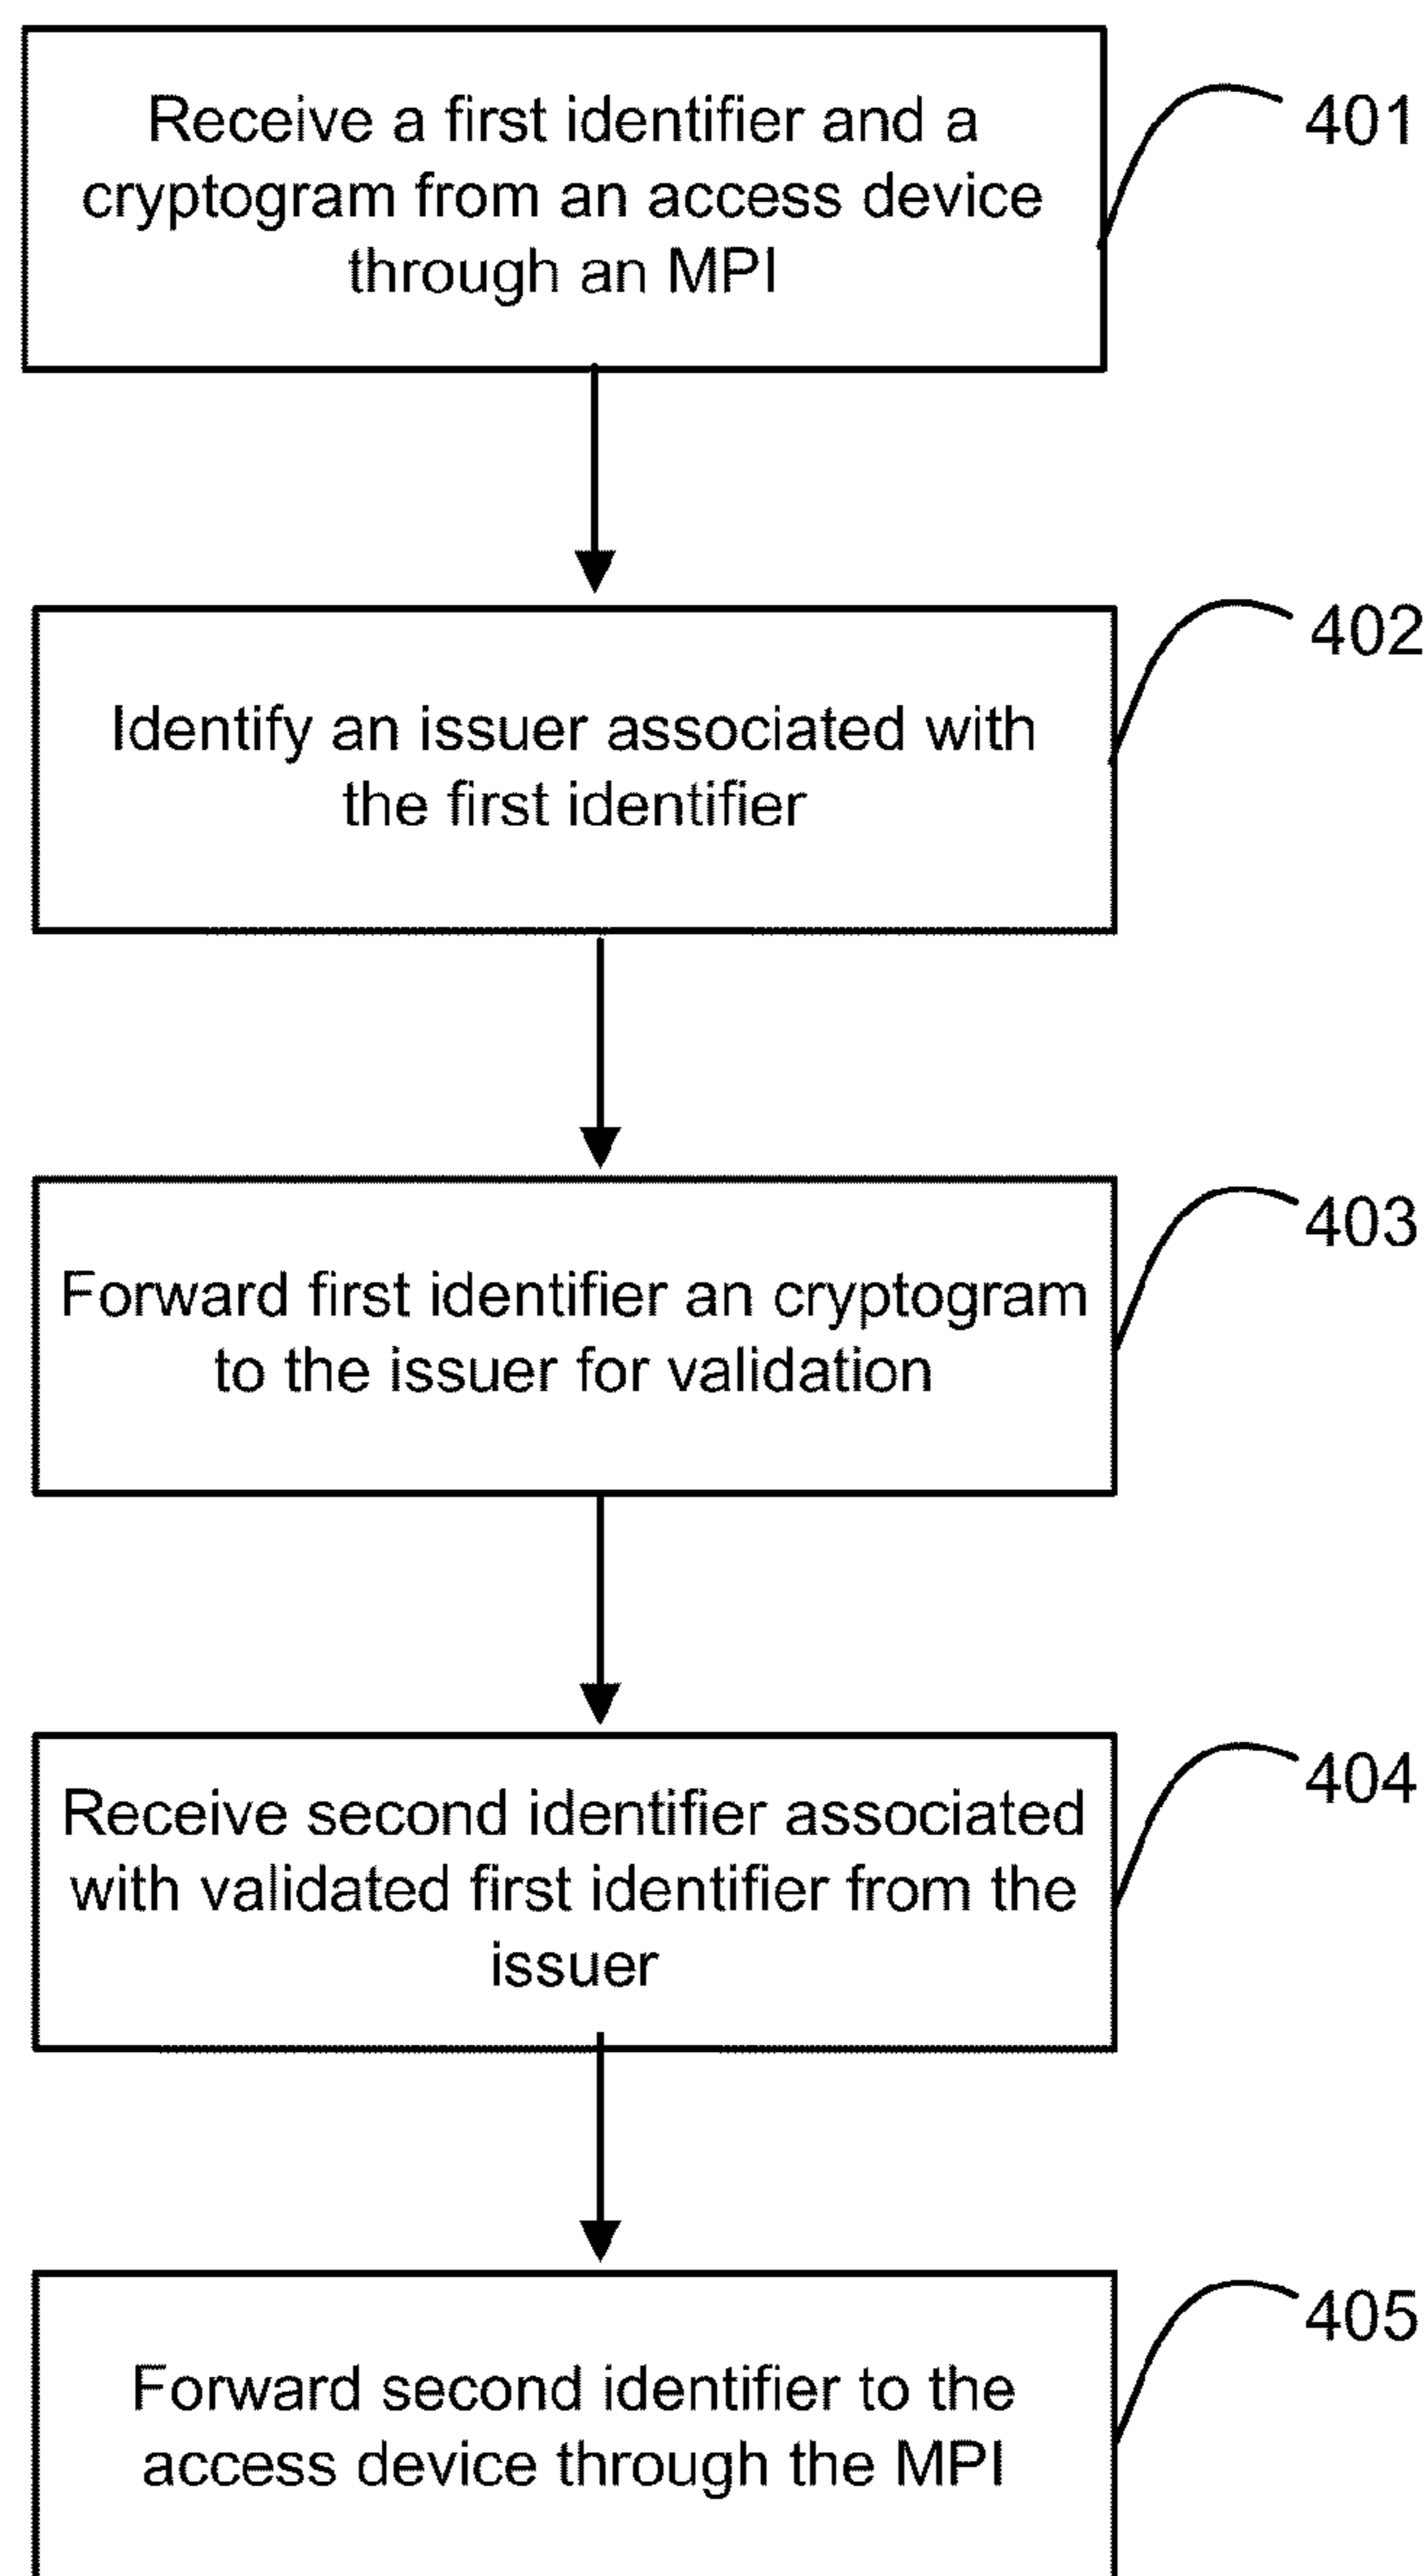 Receive a first identifier and a
cryptogram from an access device
through an MPI
401
Identify an issuer associated with
the first identifier
402
Forward first identifier an cryptogram
to the issuer for validation
403
Receive second identifier associated
with validated first identifier from the
issuer
404
Forward second identifier to the
access device through the MPI
405